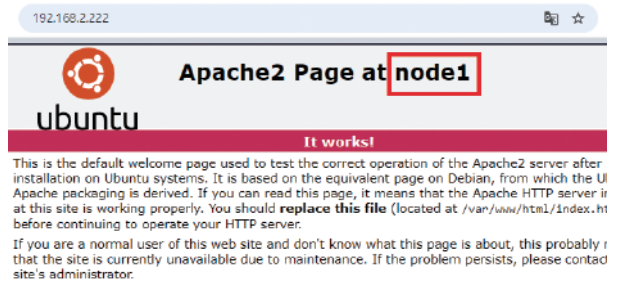 192.168.2.222
Apache2 Page at node1
ubuntu
It works!
This is the default welcome page used to test the correct operation of the Apache2 server after
installation on Ubuntu systems. It is based on the equivalent page on Debian, from which the
Apache packaging is derived. If you can read this page, it means that the Apache HTTP server
at this site is working properly. You should replace this file (located at /var/www/html/index.ht
before continuing to operate your HTTP server.
If you are a normal user of this web site and don't know what this page is about, this probably
that the site is currently unavailable due to maintenance. If the problem persists, please contact
site's administrator.